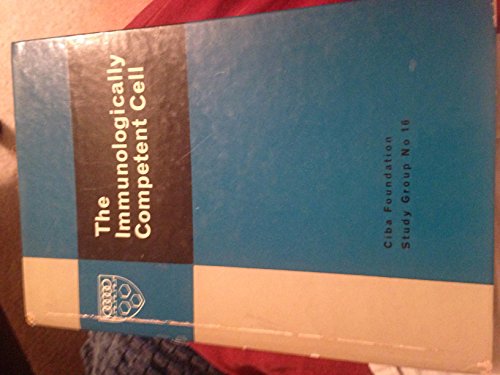 The
Immunologically
Competent Cell
Ciba Foundation
Study Group No 16